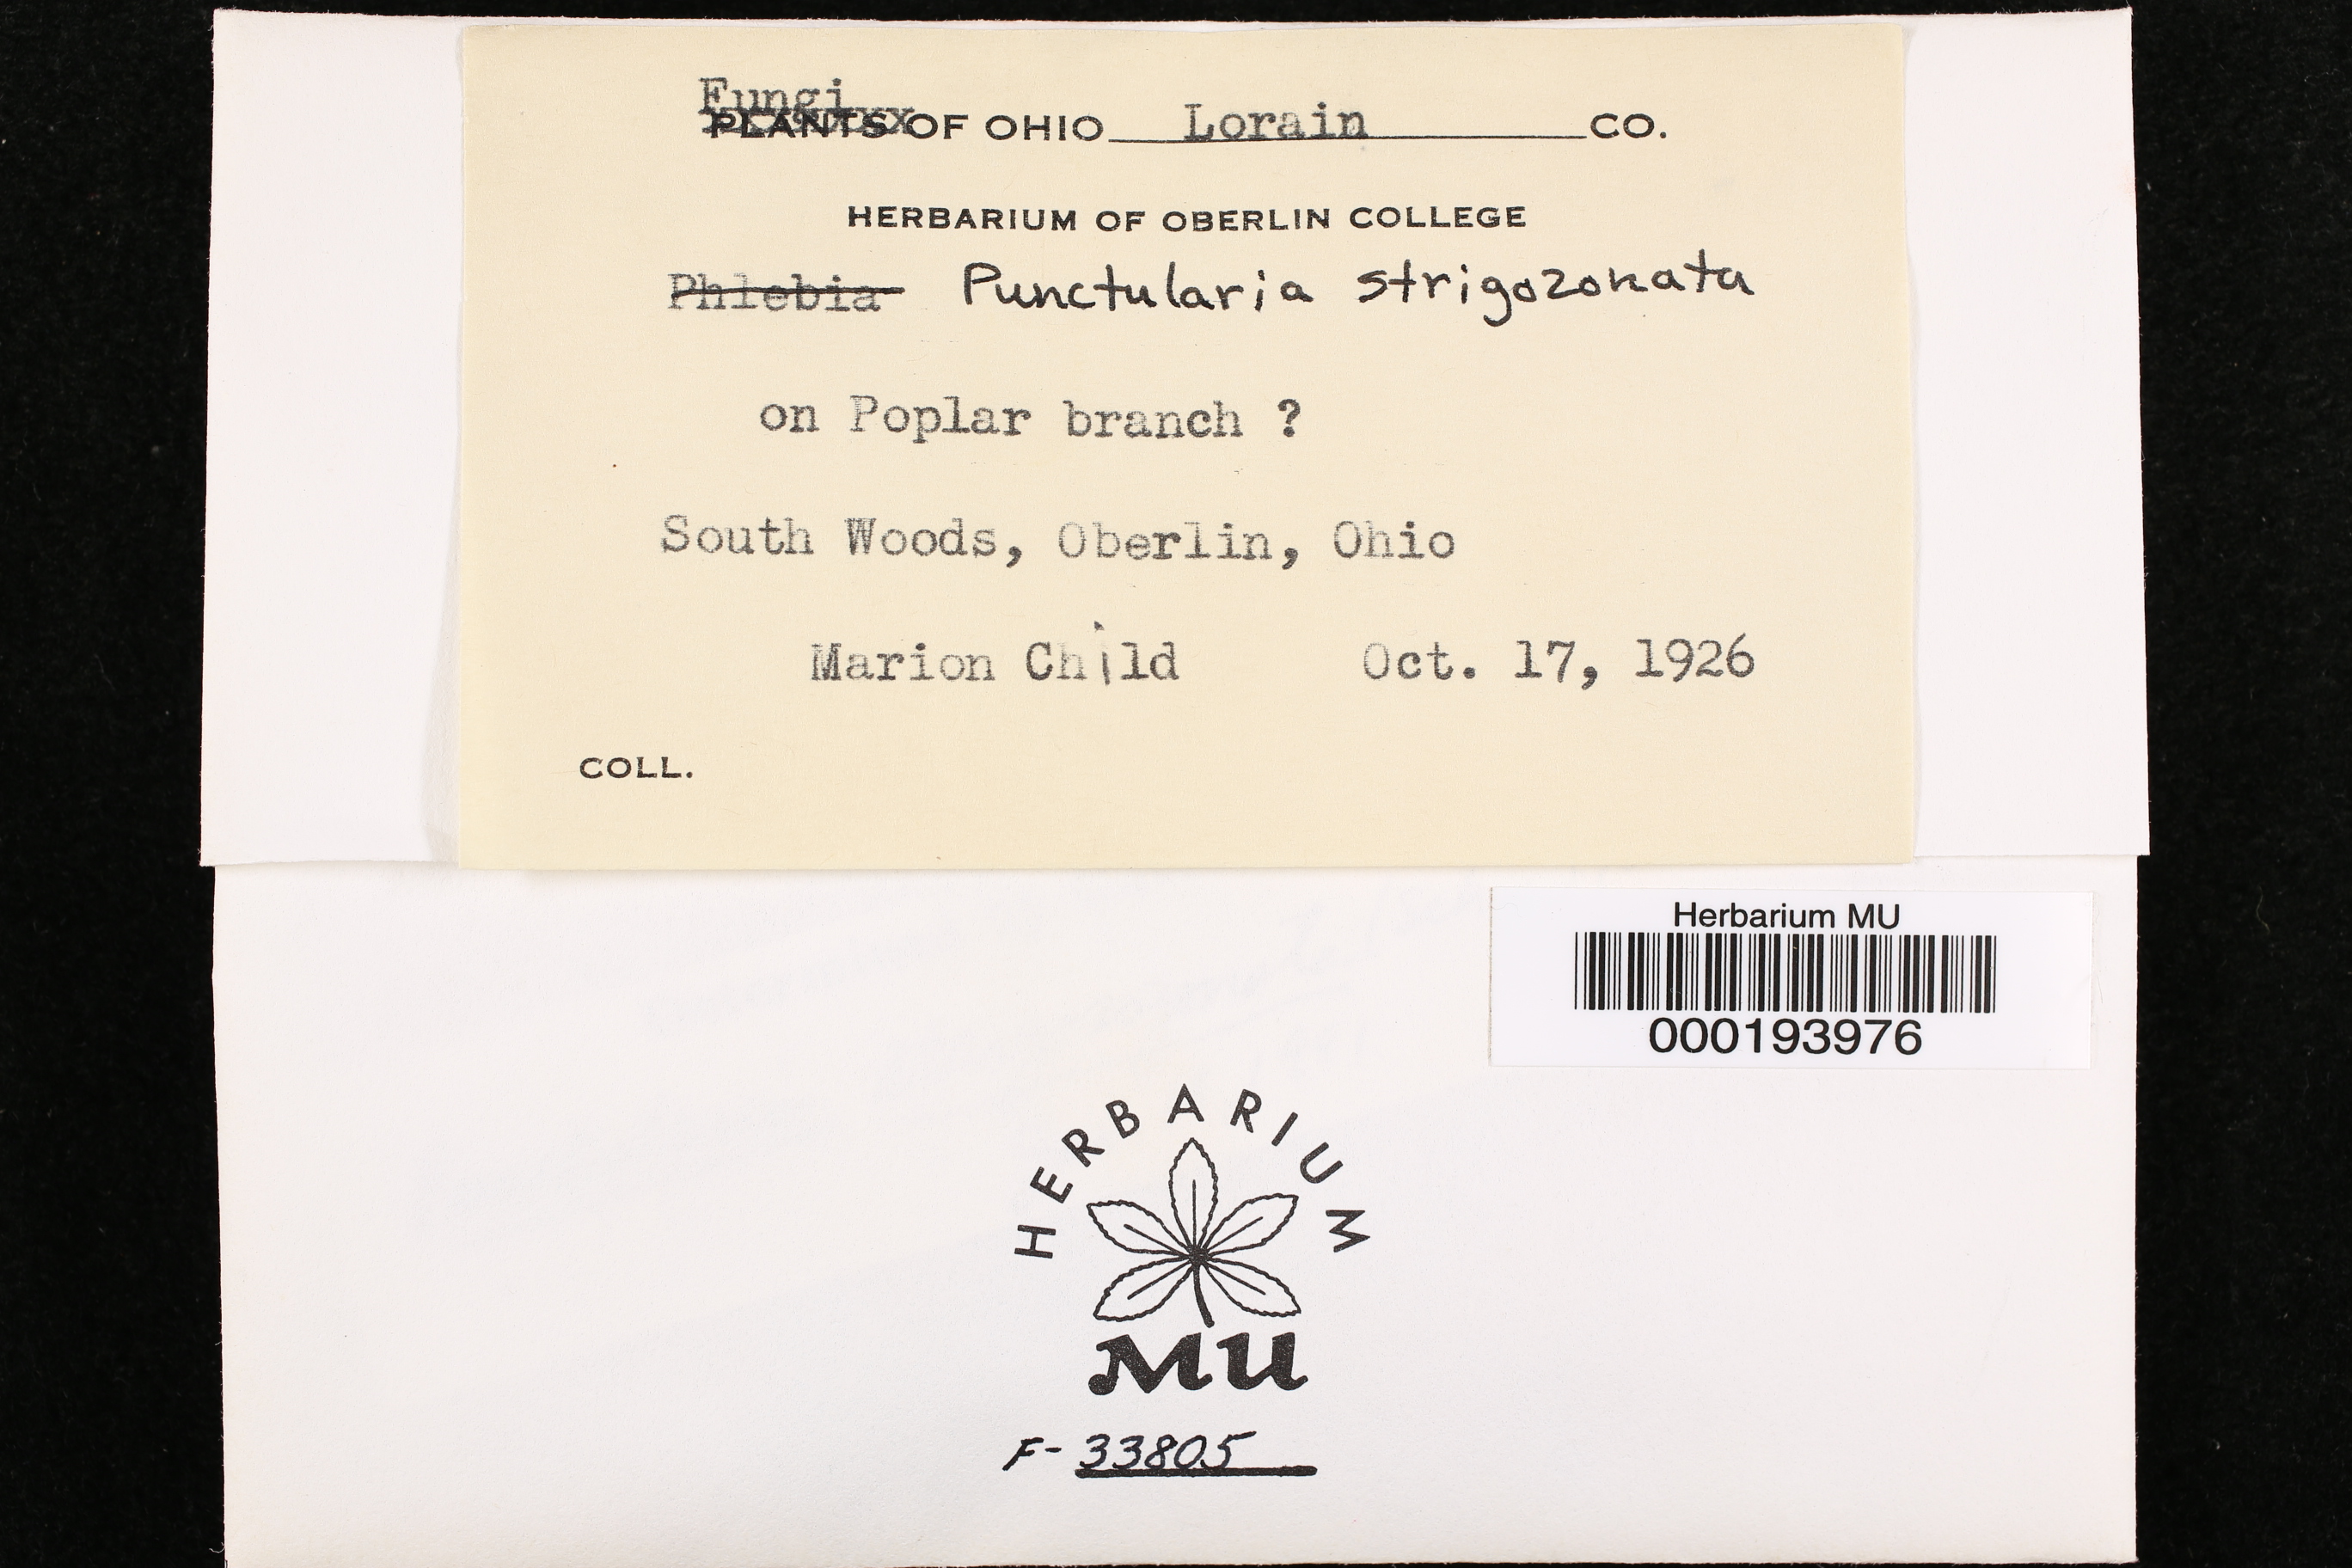 Fungi
PLANTS OF OHIO Lorain CO.
HERBARIUM OF OBERLIN COLLEGE
Phlebia Punctularia strigozonata
on Poplar branch ?
South Woods, Oberlin, Ohio
Marion Child Oct. 17, 1926
COLL.
Herbarium MU
000193976
HERBARIUM
MU
F- 33805